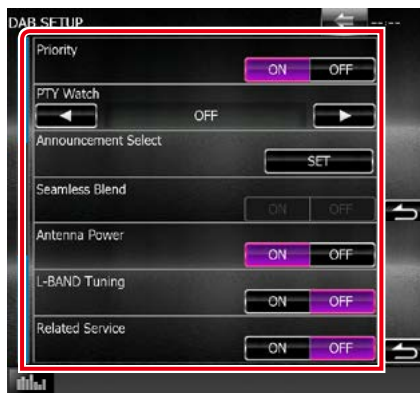 DAB SETUP --:--
Priority
ON OFF
PTY Watch
OFF
Announcement Select
SET
Seamless Blend
ON OFF
Antenna Power
ON OFF
L-BAND Tuning
ON OFF
Related Service
ON OFF